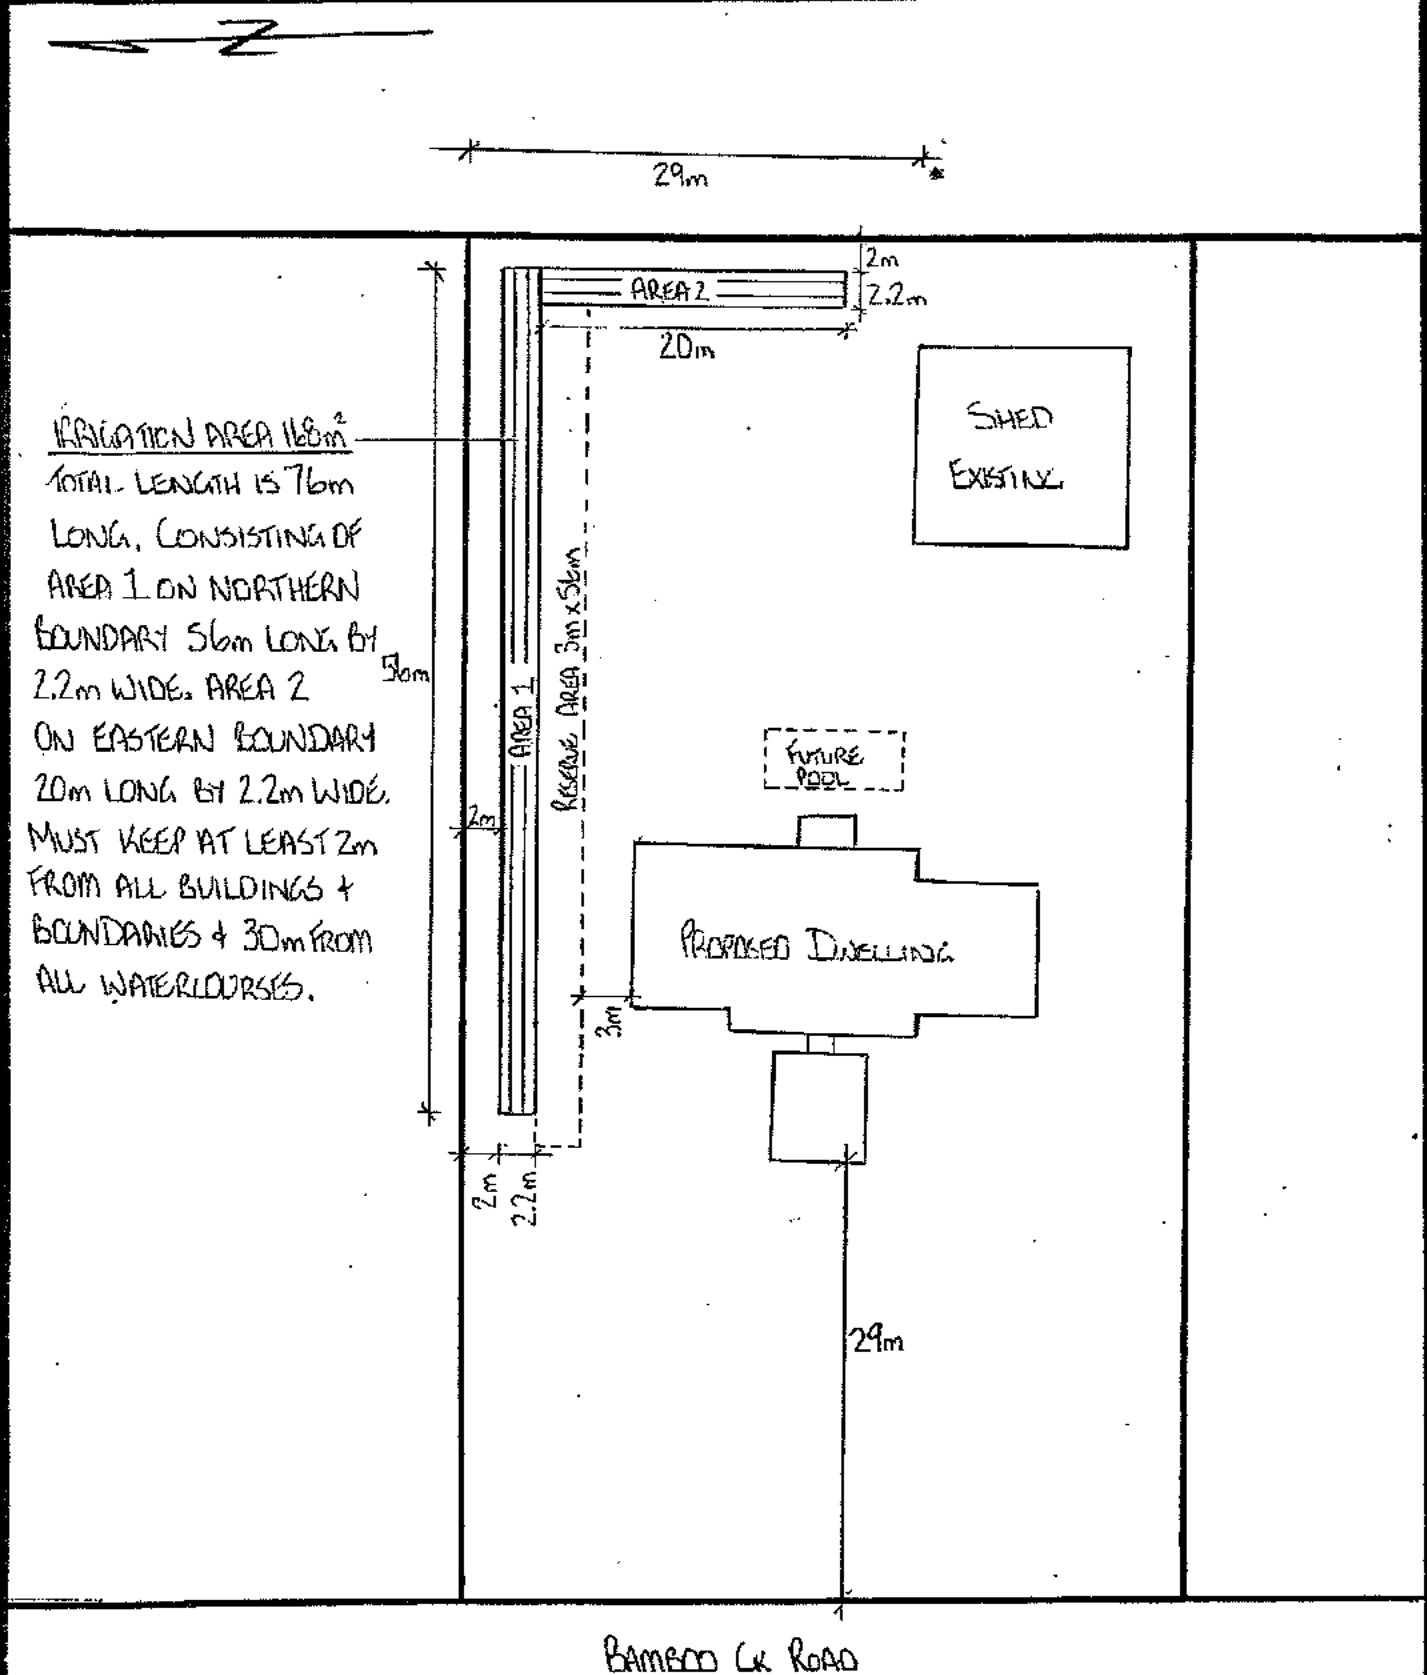 N
29m
2m
2.2m
AREA 2
20m
SHED
EXISTING
IRRIGATION AREA 168m²
TOTAL LENGTH IS 76m
LONG, CONSISTING OF
AREA 1 ON NORTHERN
BOUNDARY 56m LONG BY
2.2m WIDE. AREA 2
ON EASTERN BOUNDARY
20m LONG BY 2.2m WIDE.
MUST KEEP AT LEAST 2m
FROM ALL BUILDINGS &
BOUNDARIES & 30m FROM
ALL WATERCOURSES.
56m
AREA 1
RESERVE AREA 3m x 56m
2m
FUTURE
POOL
PROPOSED DWELLING
3m
2m
2.2m
29m
BAMBOO CK ROAD